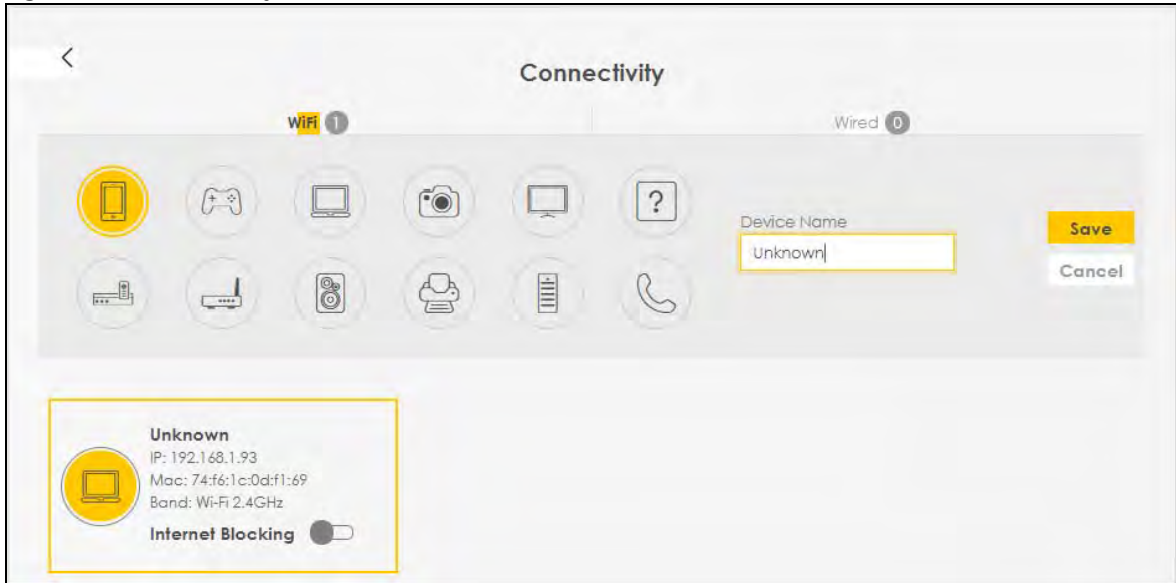 Connectivity
WiFi 1
Wired 0
?
Device Name
Unknown
Save
Cancel
Unknown
IP: 192.168.1.93
Mac: 74:f6:1c:0d:f1:69
Band: Wi-Fi 2.4GHz
Internet Blocking